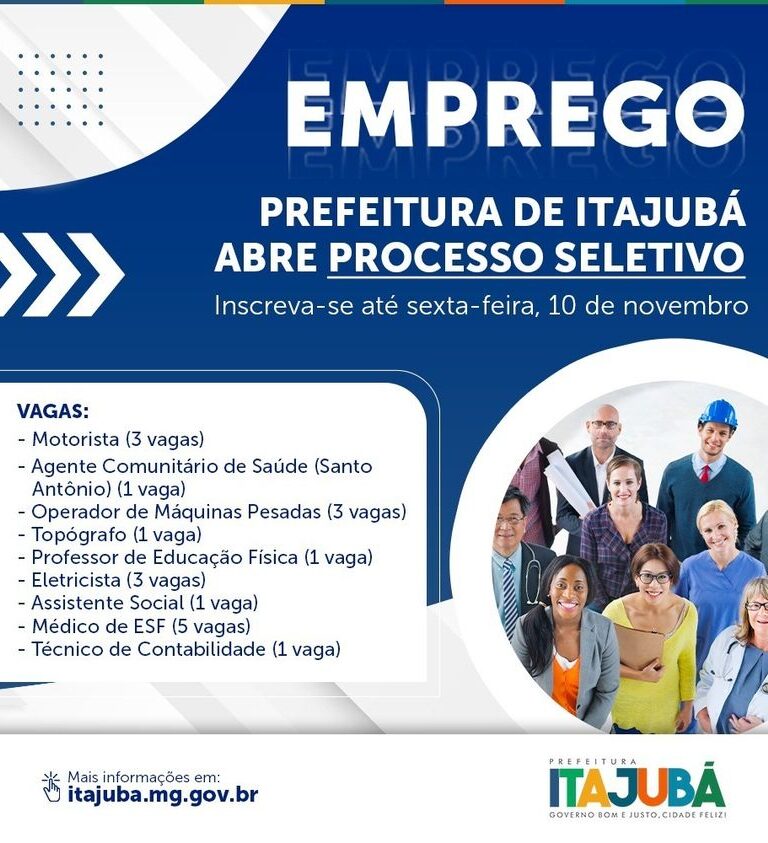 EMPREGO
PREFEITURA DE ITAJUBÁ
ABRE PROCESSO SELETIVO
Inscreva-se até sexta-feira, 10 de novembro
VAGAS:
- Motorista (3 vagas)
- Agente Comunitário de Saúde (Santo
Antônio) (1 vaga)
- Operador de Máquinas Pesadas (3 vagas)
- Topógrafo (1 vaga)
- Professor de Educação Física (1 vaga)
- Eletricista (3 vagas)
- Assistente Social (1 vaga)
- Médico de ESF (5 vagas)
- Técnico de Contabilidade (1 vaga)
Mais informações em:
itajuba.mg.gov.br
PREFEITURA
ITAJUBÁ
GOVERNO BOM E JUSTO, CIDADE FELIZ!